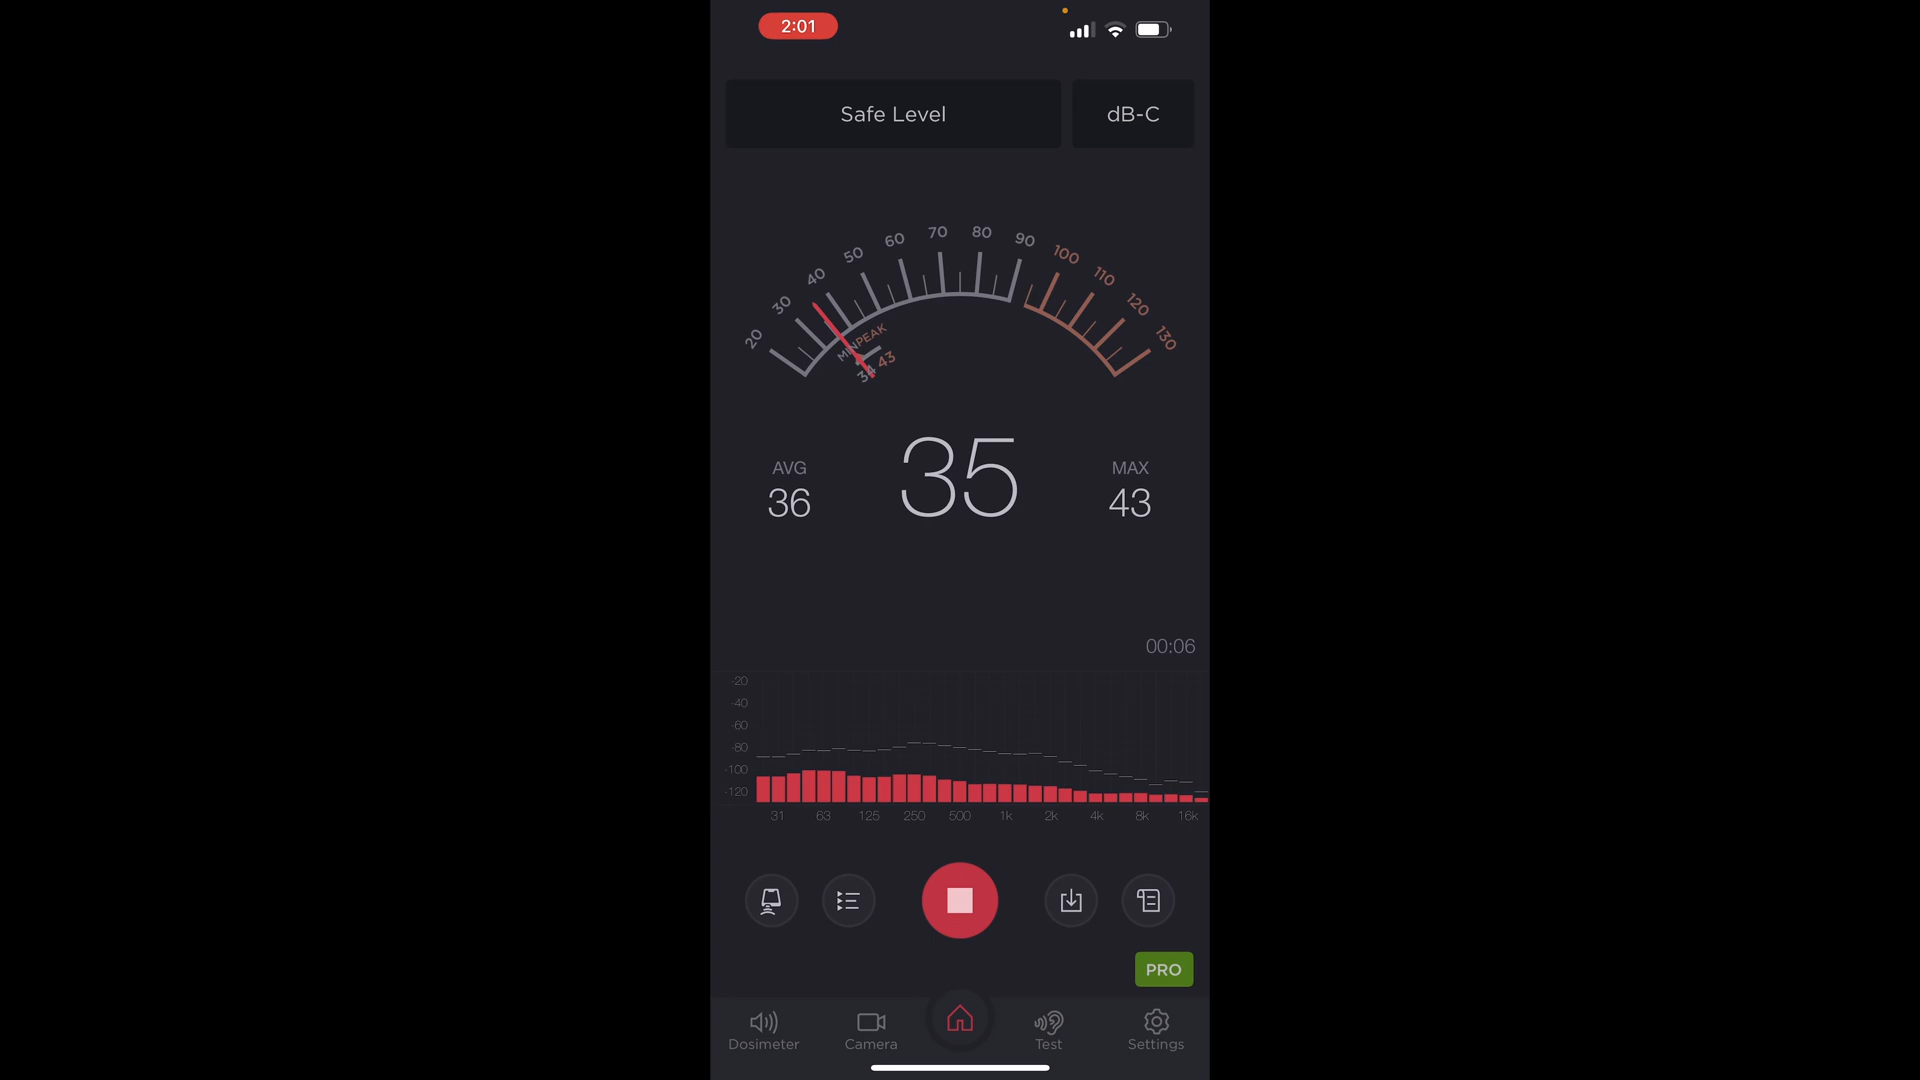 2:01
Safe Level
dB-C
20 30 40 50 60 70 80 90 100 110 120 130
MIN PEAK
34 43
AVG
36
35
MAX
43
00:06
-20
-40
-60
-80
-100
-120
31 63 125 250 500 1k 2k 4k 8k 16k
PRO
Dosimeter Camera Test Settings